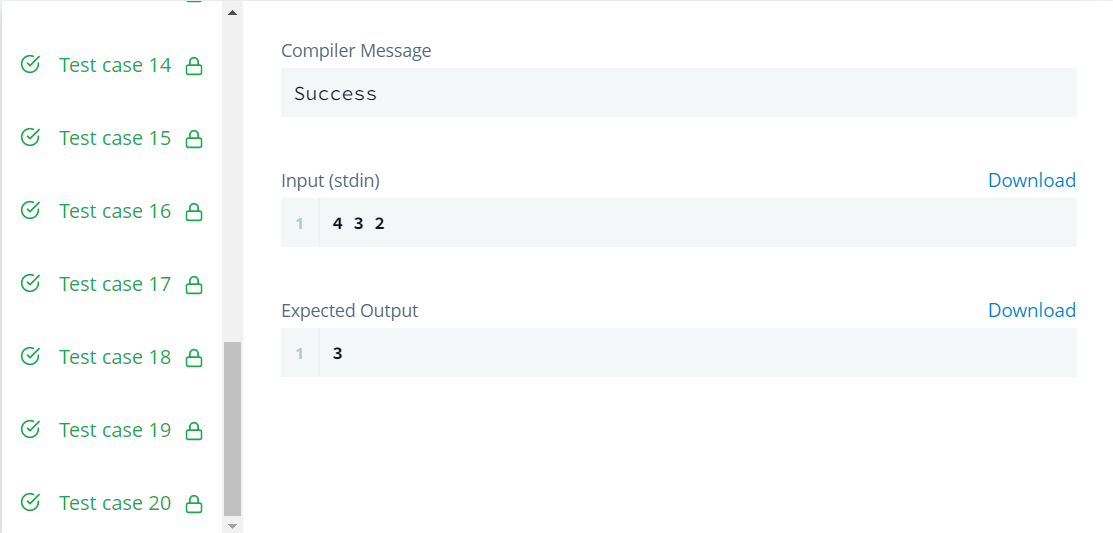 Test case 14
Test case 15
Test case 16
Test case 17
Test case 18
Test case 19
Test case 20
Compiler Message
Success
Input (stdin)
Download
1 4 3 2
Expected Output
Download
1 3